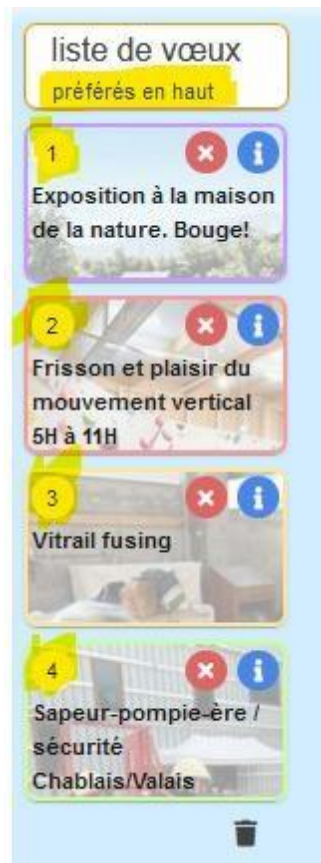 liste de vœux
préférés en haut
1
Exposition à la maison
de la nature. Bouge!
2
Frisson et plaisir du
mouvement vertical
5H à 11H
3
Vitrail fusing
4
Sapeur-pompie-ère /
sécurité
Chablais/Valais